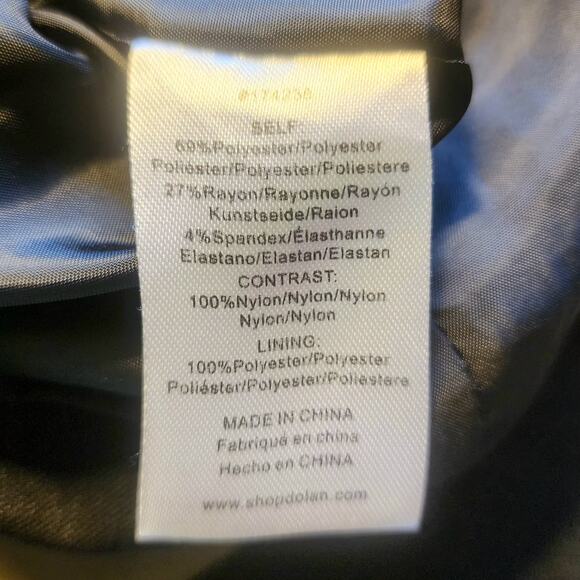 #174238
SELF:
69%Polyester/Polyester
Poliéster/Polyester/Poliestere
27%Rayon/Rayonne/Rayón
Kunstseide/Raion
4%Spandex/Élasthanne
Elastano/Elastan/Elastan
CONTRAST:
100%Nylon/Nylon/Nylon
Nylon/Nylon
LINING:
100%Polyester/Polyester
Poliéster/Polyester/Poliestere
MADE IN CHINA
Fabriqué en china
Hecho en CHINA
www.shopdolan.com